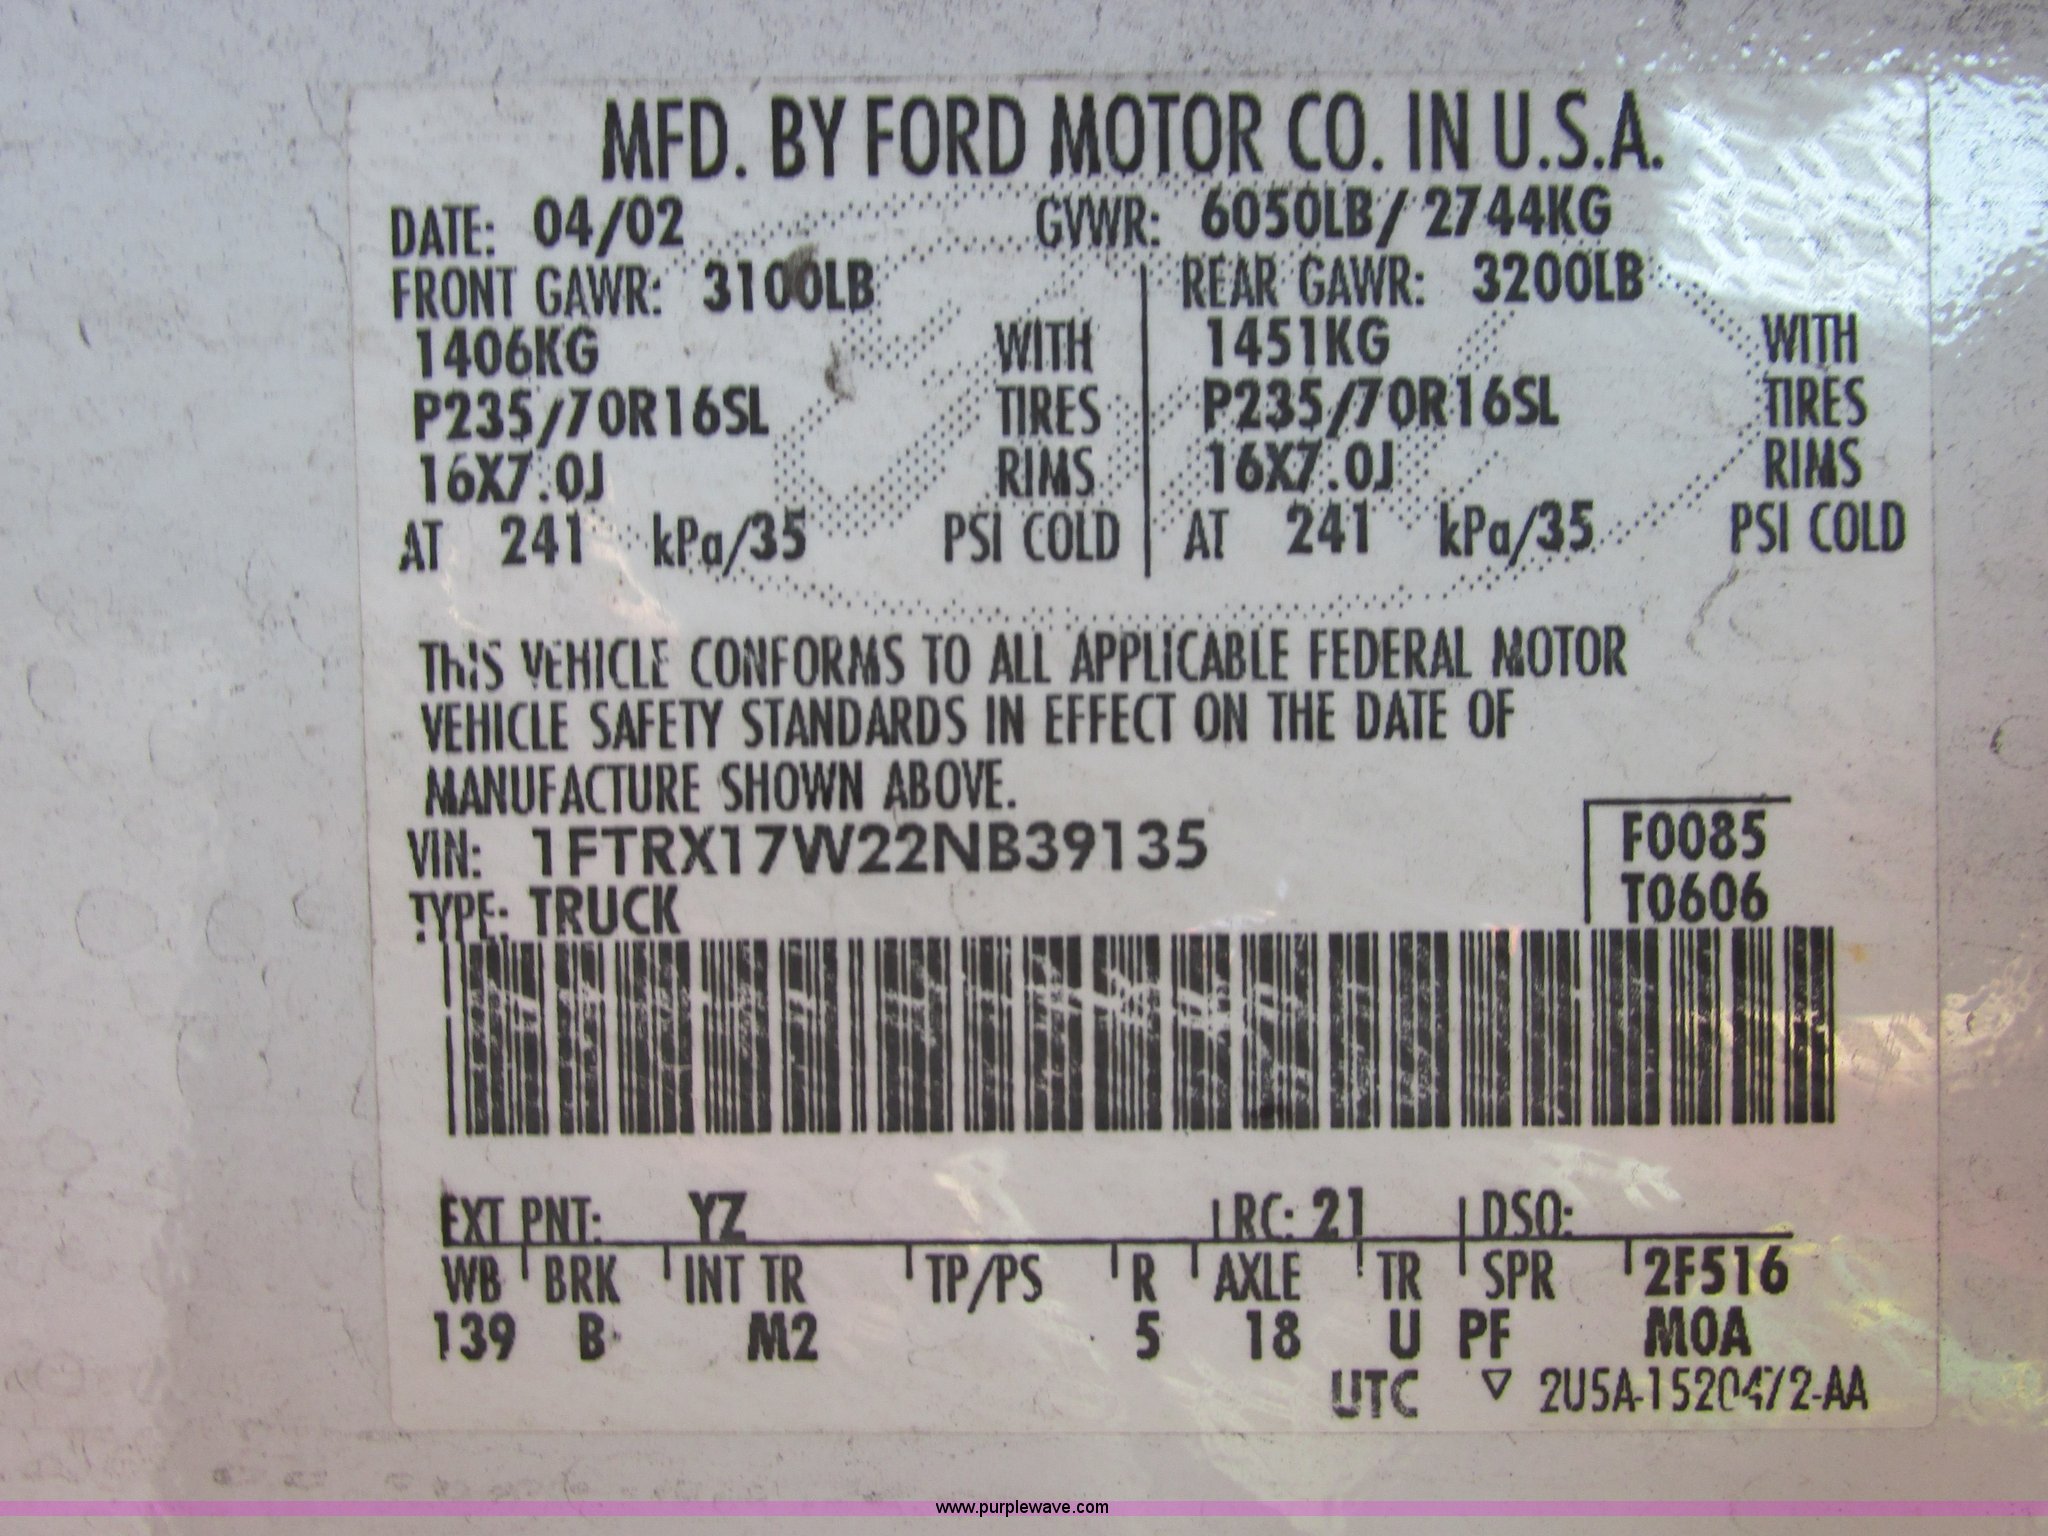 MFD. BY FORD MOTOR CO. IN U.S.A.
DATE: 04/02 GVWR: 6050LB/ 2744KG
FRONT GAWR: 3100LB REAR GAWR: 3200LB
1406KG WITH 1451KG WITH
P235/70R16SL TIRES P235/70R16SL TIRES
16X7.0J RIMS 16X7.0J RIMS
AT 241 kPa/35 PSI COLD AT 241 kPa/35 PSI COLD
THIS VEHICLE CONFORMS TO ALL APPLICABLE FEDERAL MOTOR
VEHICLE SAFETY STANDARDS IN EFFECT ON THE DATE OF
MANUFACTURE SHOWN ABOVE.
VIN: 1FTRX17W22NB39135 F0085
TYPE: TRUCK T0606
EXT PNT: YZ RC: 21 DSO:
WB BRK INT TR TP/PS R AXLE TR SPR 2F516
139 B M2 5 18 U PF MOA
UTC ▽ 2U5A-1520472-AA
www.purplewave.com